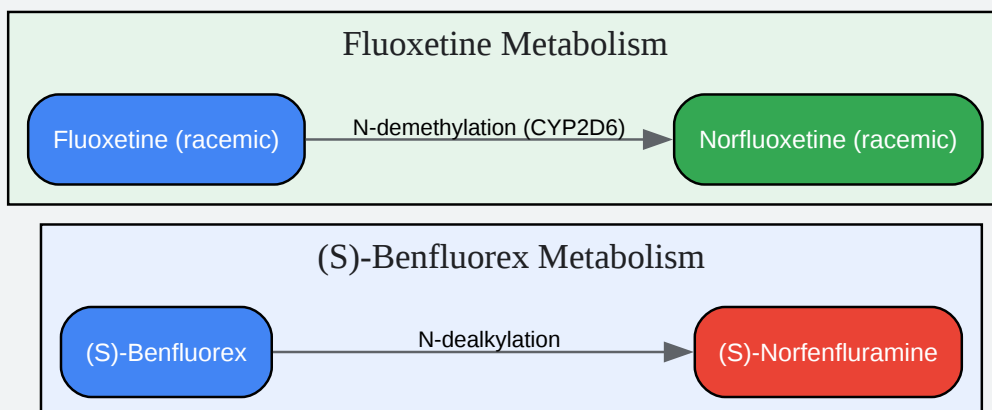 Fluoxetine Metabolism
Fluoxetine (racemic)
N-demethylation (CYP2D6)
Norfluoxetine (racemic)
(S)-Benfluorex Metabolism
(S)-Benfluorex
N-dealkylation
(S)-Norfenfluramine